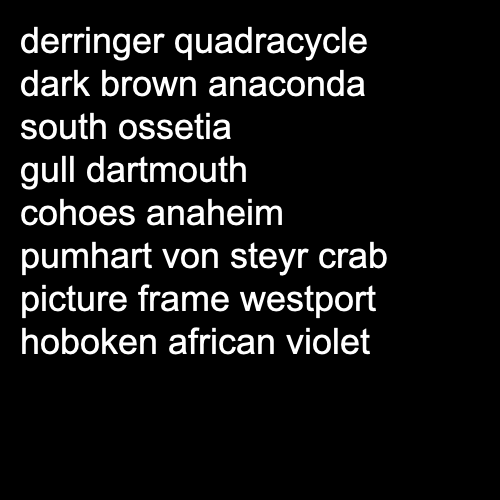 derringer quadracycle
dark brown anaconda
south ossetia
gull dartmouth
cohoes anaheim
pumhart von steyr crab
picture frame westport
hoboken african violet